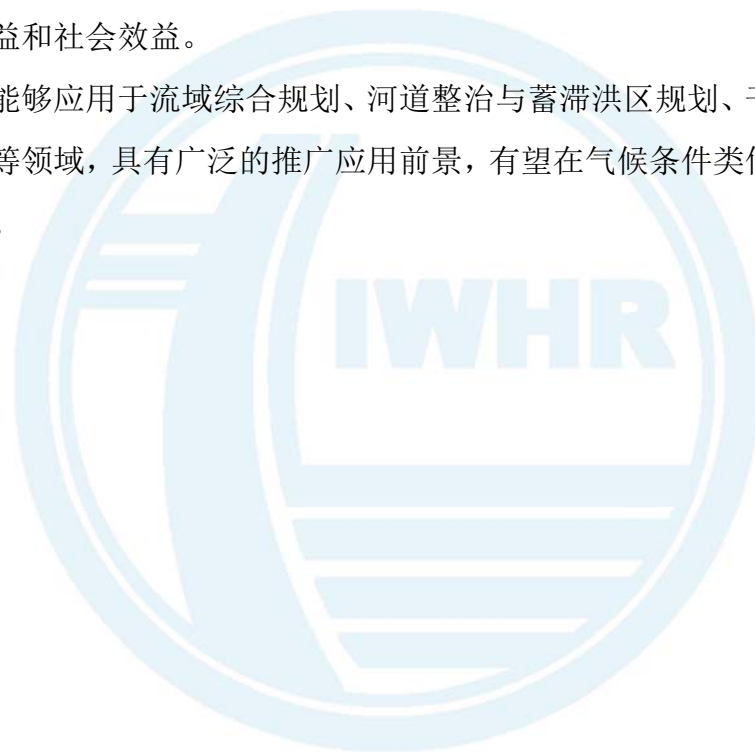 益和社会效益。
能够应用于流域综合规划、河道整治与蓄滞洪区规划、
等领域，具有广泛的推广应用前景，有望在气候条件类
。
IWHR